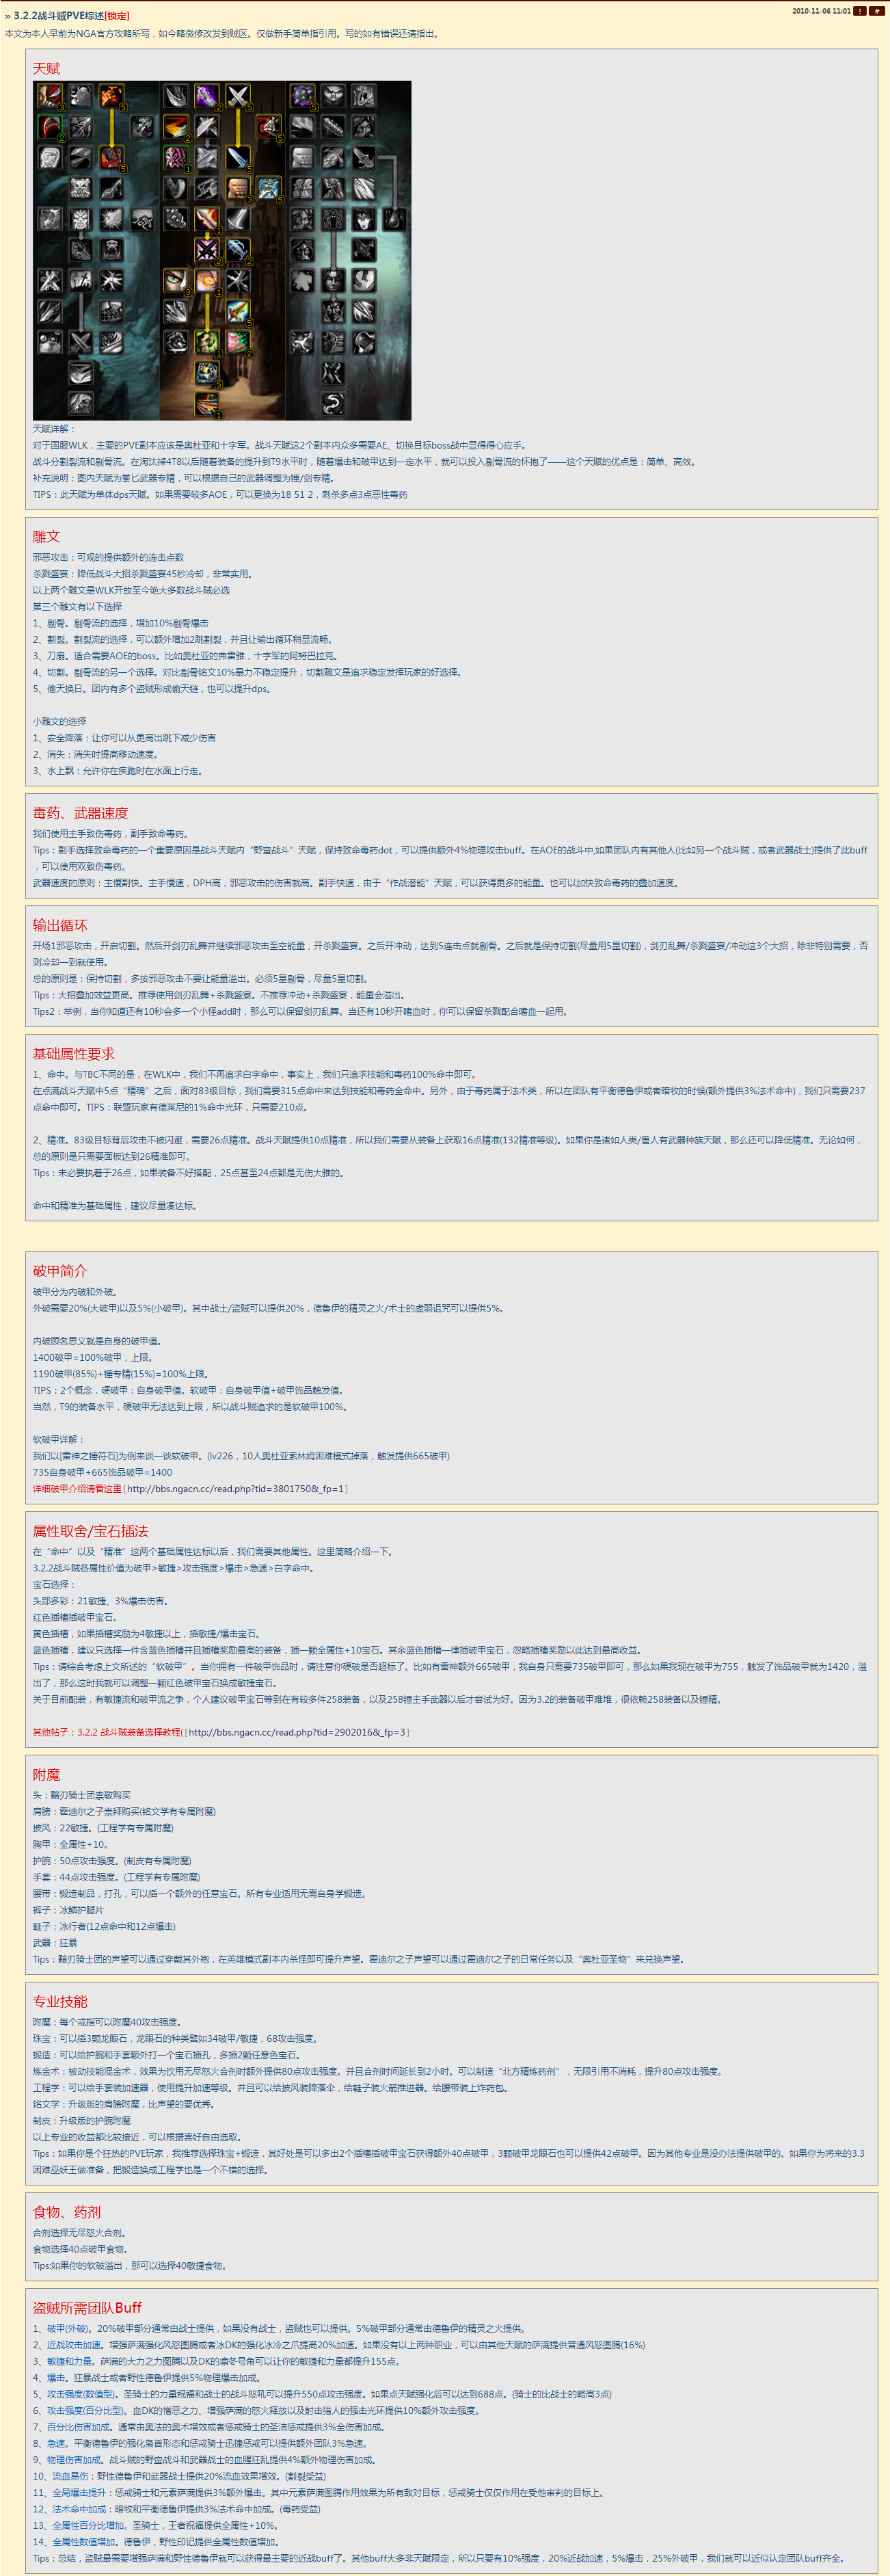 » 3.2.2战斗贼PVE综述[锁定]
2010-11-06 11:01 ! #
本文为本人早前为NGA官方攻略所写，如今略微修改发到贼区。仅做新手简单指引用。写的如有错误还请指出。
天赋
天赋详解：
对于国服WLK，主要的PVE副本应该是奥杜亚和十字军。战斗天赋这2个副本内众多需要AE、切换目标boss战中显得得心应手。
战斗分割裂流和剔骨流。在淘汰掉4T8以后随着装备的提升到T9水平时，随着爆击和破甲达到一定水平，就可以投入剔骨流的怀抱了——这个天赋的优点是：简单、高效。
补充说明：图内天赋为拳匕武器专精，可以根据自己的武器调整为锤/剑专精。
TIPS：此天赋为单体dps天赋。如果需要较多AOE，可以更换为18 51 2，刺杀多点3点恶性毒药
雕文
邪恶攻击：可观的提供额外的连击点数
杀戮盛宴：降低战斗大招杀戮盛宴45秒冷却，非常实用。
以上两个雕文是WLK开放至今绝大多数战斗贼必选
第三个雕文有以下选择
1、剔骨。剔骨流的选择，增加10%剔骨爆击
2、割裂。割裂流的选择，可以额外增加2跳割裂，并且让输出循环稍显流畅。
3、刀扇。适合需要AOE的boss。比如奥杜亚的弗雷雅，十字军的阿努巴拉克。
4、切割。剔骨流的另一个选择。对比剔骨铭文10%暴力不稳定提升，切割雕文是追求稳定发挥玩家的好选择。
5、偷天换日。团内有多个盗贼形成偷天链，也可以提升dps。
小雕文的选择
1、安全降落：让你可以从更高出跳下减少伤害
2、消失：消失时提高移动速度。
3、水上飘：允许你在疾跑时在水面上行走。
毒药、武器速度
我们使用主手致伤毒药，副手致命毒药。
Tips：副手选择致命毒药的一个重要原因是战斗天赋内“野蛮战斗”天赋，保持致命毒药dot，可以提供额外4%物理攻击buff。在AOE的战斗中,如果团队内有其他人(比如另一个战斗贼，或者武器战士)提供了此buff
，可以使用双致伤毒药。
武器速度的原则：主慢副快。主手慢速，DPH高，邪恶攻击的伤害就高。副手快速，由于“作战潜能”天赋，可以获得更多的能量。也可以加快致命毒药的叠加速度。
输出循环
开场1邪恶攻击，开启切割。然后开剑刃乱舞并继续邪恶攻击至空能量，开杀戮盛宴。之后开冲动，达到5连击点就剔骨。之后就是保持切割(尽量用5星切割)，剑刃乱舞/杀戮盛宴/冲动这3个大招，除非特别需要，否
则冷却一到就使用。
总的原则是：保持切割，多按邪恶攻击不要让能量溢出。必须5星剔骨，尽量5星切割。
Tips：大招叠加效益更高。推荐使用剑刃乱舞+杀戮盛宴。不推荐冲动+杀戮盛宴，能量会溢出。
Tips2：举例，当你知道还有10秒会多一个小怪add时，那么可以保留剑刃乱舞。当还有10秒开嗜血时，你可以保留杀戮配合嗜血一起用。
基础属性要求
1、命中。与TBC不同的是，在WLK中，我们不再追求白字命中，事实上，我们只追求技能和毒药100%命中即可。
在点满战斗天赋中5点“精确”之后，面对83级目标，我们需要315点命中来达到技能和毒药全命中。另外，由于毒药属于法术类，所以在团队有平衡德鲁伊或者暗牧的时候(额外提供3%法术命中)，我们只需要237
点命中即可。TIPS：联盟玩家有德莱尼的1%命中光环，只需要210点。
2、精准。83级目标背后攻击不被闪避，需要26点精准。战斗天赋提供10点精准，所以我们需要从装备上获取16点精准(132精准等级)。如果你是诸如人类/兽人有武器种族天赋，那么还可以降低精准。无论如何，
总的原则是只需要面板达到26精准即可。
Tips：未必要执着于26点，如果装备不好搭配，25点甚至24点都是无伤大雅的。
命中和精准为基础属性，建议尽量凑达标。
破甲简介
破甲分为内破和外破。
外破需要20%(大破甲)以及5%(小破甲)。其中战士/盗贼可以提供20%，德鲁伊的精灵之火/术士的虚弱诅咒可以提供5%。
内破顾名思义就是自身的破甲值。
1400破甲=100%破甲，上限。
1190破甲(85%)+锤专精(15%)=100%上限。
TIPS：2个概念，硬破甲：自身破甲值。软破甲：自身破甲值+破甲饰品触发值。
当然，T9的装备水平，硬破甲无法达到上限，所以战斗贼追求的是软破甲100%。
软破甲详解：
我们以[雷神之锤符石]为例来谈一谈软破甲。(lv226，10人奥杜亚索林姆困难模式掉落，触发提供665破甲)
735自身破甲+665饰品破甲=1400
详细破甲介绍请看这里[http://bbs.ngacn.cc/read.php?tid=3801750&_fp=1]
属性取舍/宝石插法
在“命中”以及“精准”这两个基础属性达标以后，我们需要其他属性。这里简略介绍一下。
3.2.2战斗贼各属性价值为破甲>敏捷>攻击强度>爆击>急速>白字命中。
宝石选择：
头部多彩：21敏捷、3%爆击伤害。
红色插槽插破甲宝石。
黄色插槽，如果插槽奖励为4敏捷以上，插敏捷/爆击宝石。
蓝色插槽，建议只选择一件含蓝色插槽并且插槽奖励最高的装备，插一颗全属性+10宝石。其余蓝色插槽一律插破甲宝石，忽略插槽奖励以此达到最高收益。
Tips：请综合考虑上文所述的“软破甲”。当你拥有一件破甲饰品时，请注意你硬破是否超标了。比如有雷神额外665破甲，我自身只需要735破甲即可，那么如果我现在破甲为755，触发了饰品破甲就为1420，溢
出了，那么这时我就可以调整一颗红色破甲宝石换成敏捷宝石。
关于目前配装，有敏捷流和破甲流之争，个人建议破甲宝石等到在有较多件258装备，以及258锤主手武器以后才尝试为好。因为3.2的装备破甲难堆，很依赖258装备以及锤精。
其他帖子：3.2.2 战斗贼装备选择教程([http://bbs.ngacn.cc/read.php?tid=2902016&_fp=3]
附魔
头：黯刃骑士团崇敬购买
肩膀：霍迪尔之子崇拜购买(铭文学有专属附魔)
披风：22敏捷。(工程学有专属附魔)
胸甲：全属性+10。
护腕：50点攻击强度。(制皮有专属附魔)
手套：44点攻击强度。(工程学有专属附魔)
腰带：锻造制品，打孔，可以插一个额外的任意宝石。所有专业适用无需自身学锻造。
裤子：冰鳞护腿片
鞋子：冰行者(12点命中和12点爆击)
武器：狂暴
Tips：黯刃骑士团的声望可以通过穿戴其外袍，在英雄模式副本内杀怪即可提升声望。霍迪尔之子声望可以通过霍迪尔之子的日常任务以及“奥杜亚圣物”来兑换声望。
专业技能
附魔：每个戒指可以附魔40攻击强度。
珠宝：可以插3颗龙眼石，龙眼石的种类譬如34破甲/敏捷，68攻击强度。
锻造：可以给护腕和手套额外打一个宝石插孔，多插2颗任意色宝石。
炼金术：被动技能混金术，效果为饮用无尽怒火合剂时额外提供80点攻击强度。并且合剂时间延长到2小时。可以制造“北方精炼药剂”，无限引用不消耗，提升80点攻击强度。
工程学：可以给手套装加速器，使用提升加速等级。并且可以给披风装降落伞，给鞋子装火箭推进器。给腰带装上炸药包。
铭文学：升级版的肩膀附魔，比声望的要优秀。
制皮：升级版的护腕附魔
以上专业的收益都比较接近，可以根据喜好自由选取。
Tips：如果你是个狂热的PVE玩家，我推荐选择珠宝+锻造，其好处是可以多出2个插槽插破甲宝石获得额外40点破甲，3颗破甲龙眼石也可以提供42点破甲。因为其他专业是没办法提供破甲的。如果你为将来的3.3
困难巫妖王做准备，把锻造换成工程学也是一个不错的选择。
食物、药剂
合剂选择无尽怒火合剂。
食物选择40点破甲食物。
Tips:如果你的软破溢出，那可以选择40敏捷食物。
盗贼所需团队Buff
1、破甲(外破)。20%破甲部分通常由战士提供，如果没有战士，盗贼也可以提供。5%破甲部分通常由德鲁伊的精灵之火提供。
2、近战攻击加速。增强萨满强化风怒图腾或者冰DK的强化冰冷之爪提高20%加速。如果没有以上两种职业，可以由其他天赋的萨满提供普通风怒图腾(16%)
3、敏捷和力量。萨满的大力之力图腾以及DK的凛冬号角可以让你的敏捷和力量都提升155点。
4、爆击。狂暴战士或者野性德鲁伊提供5%物理爆击加成。
5、攻击强度(数值型)。圣骑士的力量祝福和战士的战斗怒吼可以提升550点攻击强度。如果点天赋强化后可以达到688点。(骑士的比战士的略高3点)
6、攻击强度(百分比型)。血DK的憎恶之力、增强萨满的怒火释放以及射击猎人的强击光环提供10%额外攻击强度。
7、百分比伤害加成。通常由奥法的奥术增效或者惩戒骑士的圣洁惩戒提供3%全伤害加成。
8、急速。平衡德鲁伊的强化枭兽形态和惩戒骑士迅捷惩戒可以提供额外团队3%急速。
9、物理伤害加成。战斗贼的野蛮战斗和武器战士的血腥狂乱提供4%额外物理伤害加成。
10、流血易伤：野性德鲁伊和武器战士提供20%流血效果增效。(割裂受益)
11、全局爆击提升：惩戒骑士和元素萨满提供3%额外爆击。其中元素萨满图腾作用效果为所有敌对目标，惩戒骑士仅仅作用在受他审判的目标上。
12、法术命中加成：暗牧和平衡德鲁伊提供3%法术命中加成。(毒药受益)
13、全属性百分比增加。圣骑士，王者祝福提供全属性+10%。
14、全属性数值增加。德鲁伊，野性印记提供全属性数值增加。
Tips：总结，盗贼最需要增强萨满和野性德鲁伊就可以获得最主要的近战buff了。其他buff大多非天赋限定，所以只要有10%强度，20%近战加速，5%爆击，25%外破甲，我们就可以近似认定团队buff齐全。